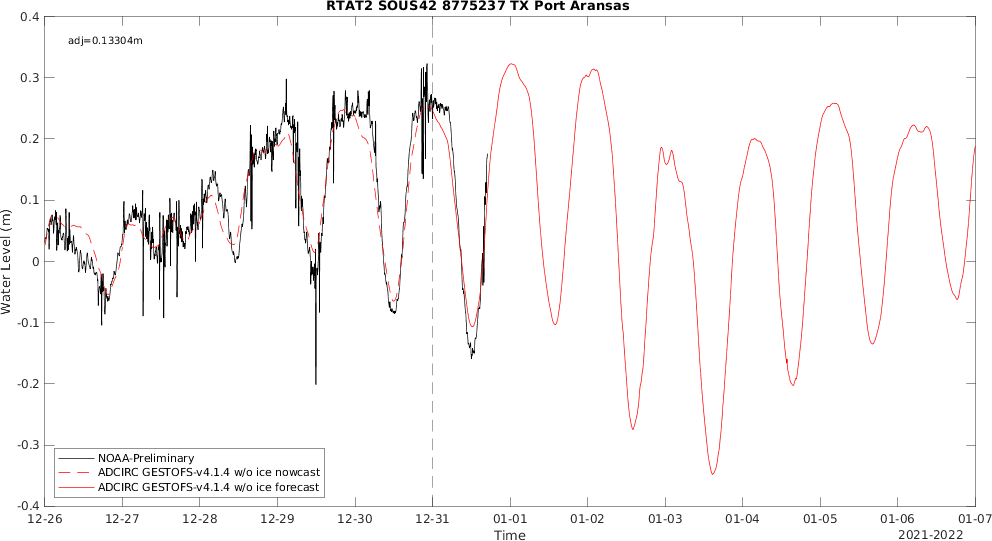 RTAT2 SOUS42 8775237 TX Port Aransas
adj=0.13304m
Water Level (m)
0.4
0.3
0.2
0.1
0
-0.1
-0.2
-0.3
-0.4
NOAA-Preliminary
ADCIRC GESTOFS-v4.1.4 w/o ice nowcast
ADCIRC GESTOFS-v4.1.4 w/o ice forecast
12-26 12-27 12-28 12-29 12-30 12-31 01-01 01-02 01-03 01-04 01-05 01-06 01-07
Time
2021-2022